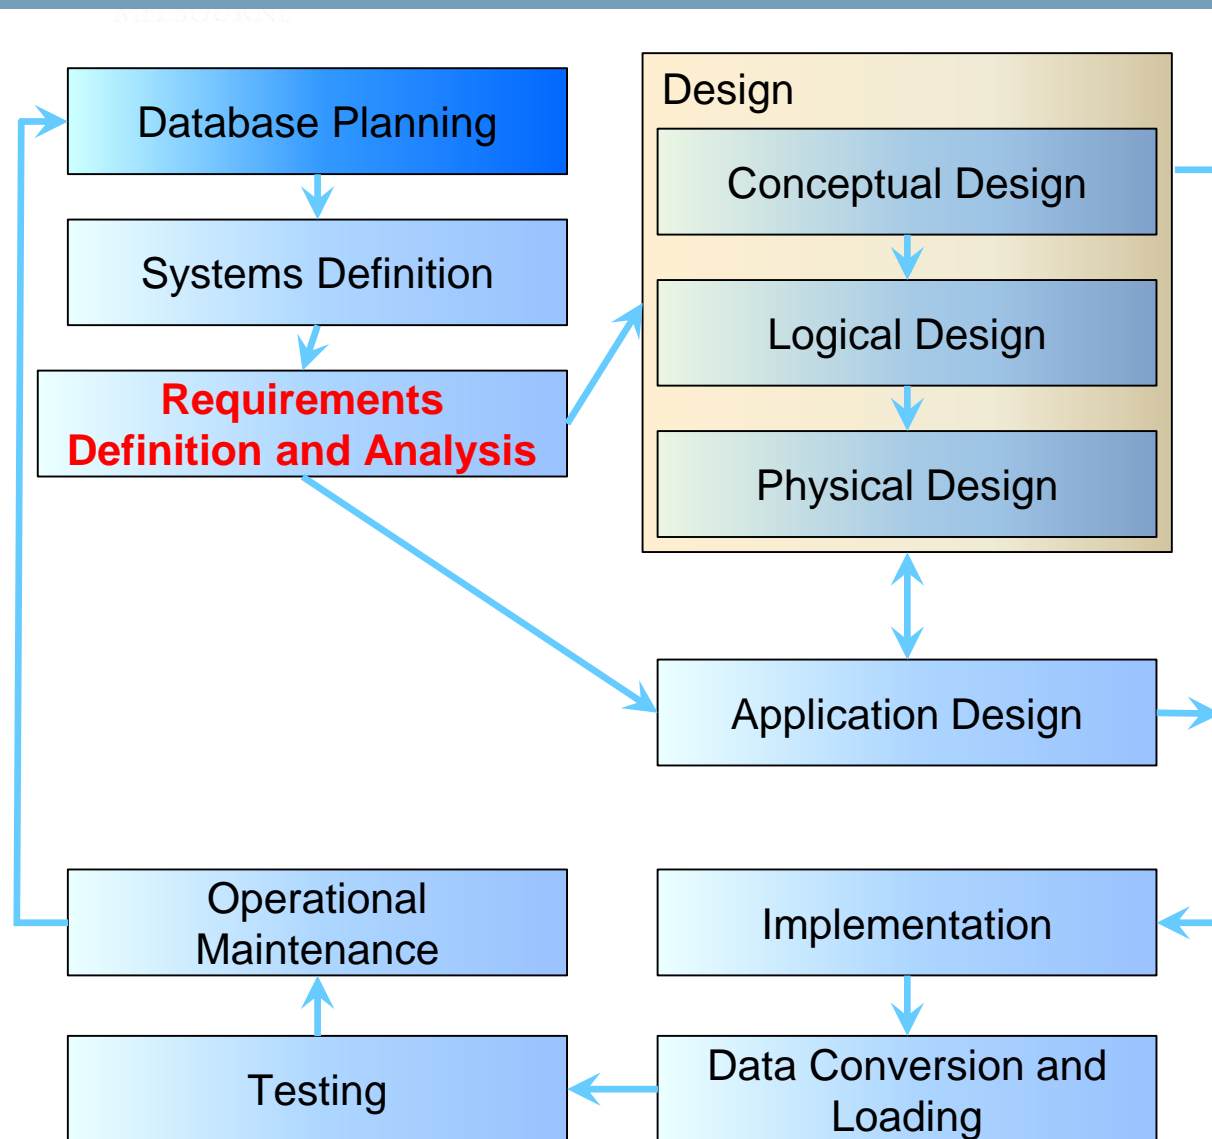 Database Planning
Systems Definition
Requirements
Definition and Analysis
Design
Conceptual Design
Logical Design
Physical Design
Application Design
Operational
Maintenance
Implementation
Testing
Data Conversion and
Loading